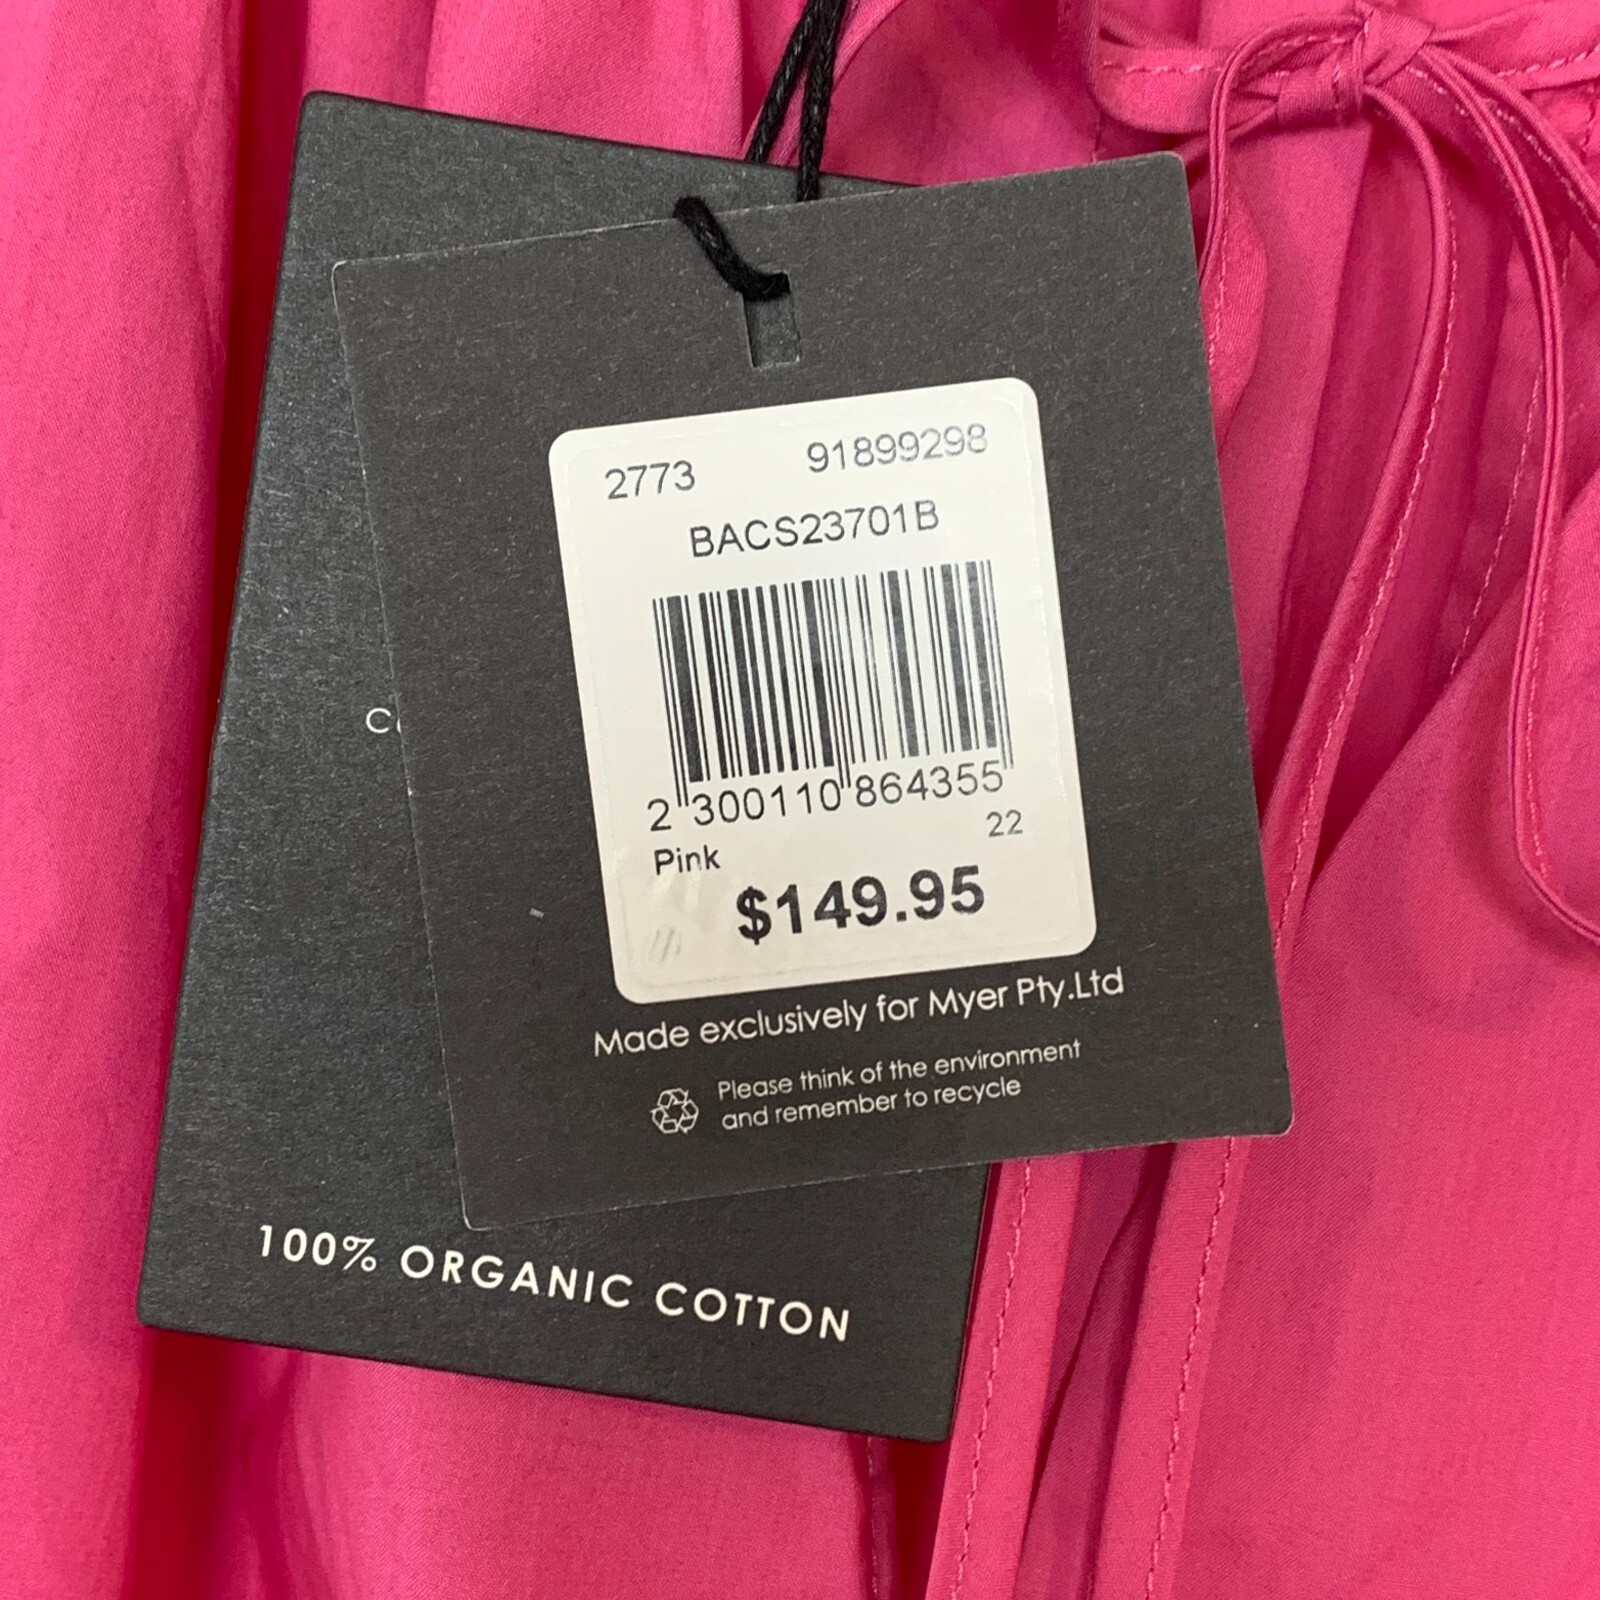 2773 91899298
BACS23701B
2 300110 864355
22
Pink
$149.95
Made exclusively for Myer Pty.Ltd
Please think of the environment
and remember to recycle
100% ORGANIC COTTON